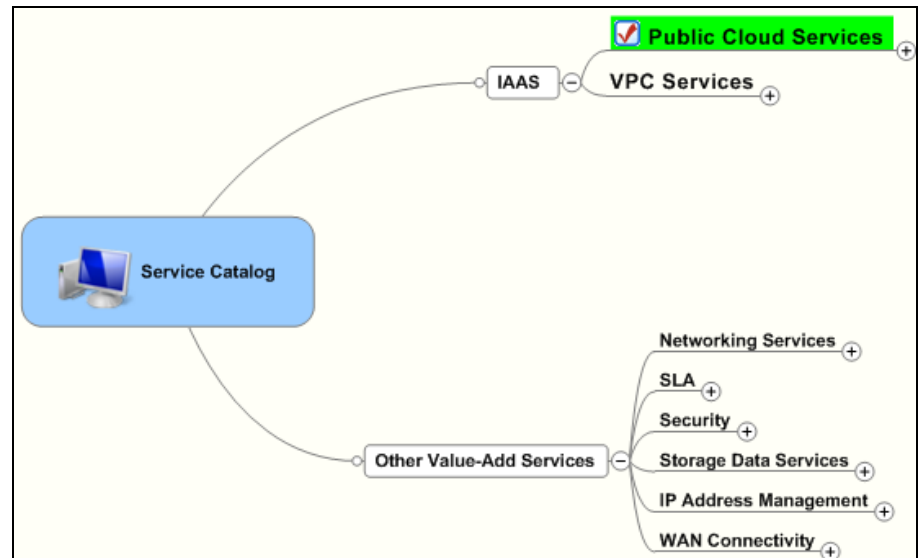 Public Cloud Services
IAAS
VPC Services
Service Catalog
Networking Services
SLA
Security
Other Value-Add Services
Storage Data Services
IP Address Management
WAN Connectivity